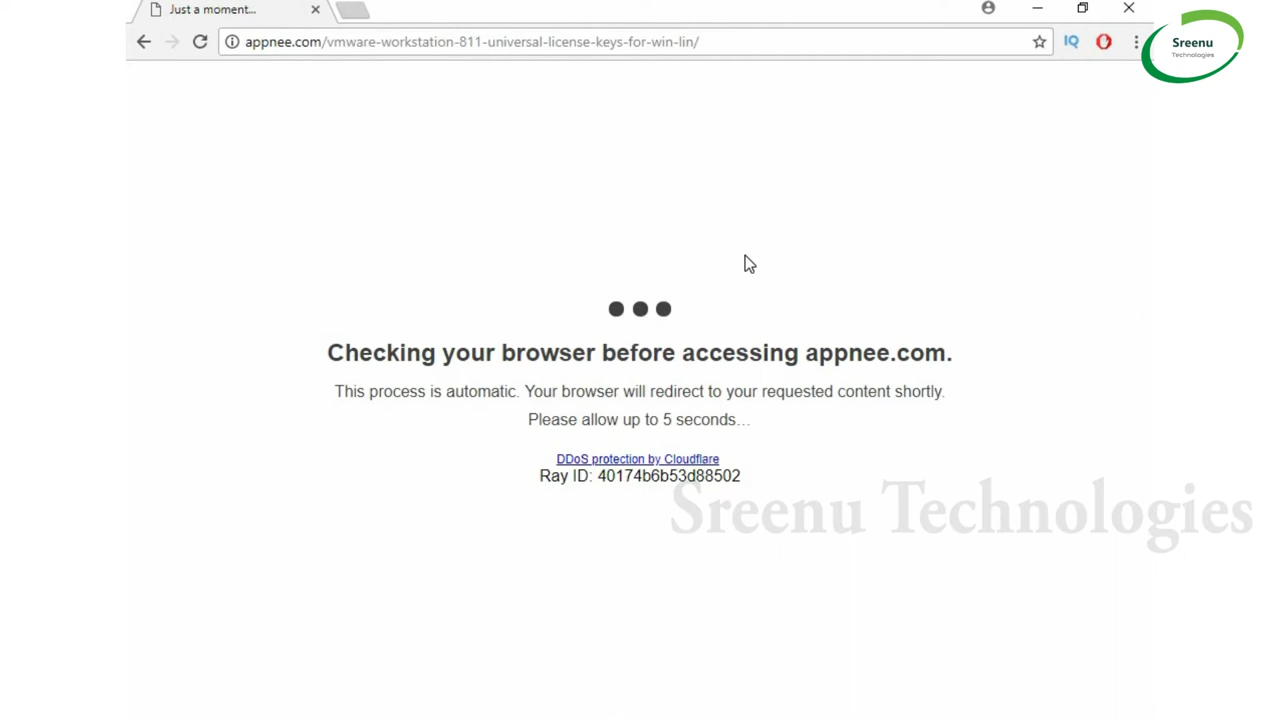 Just a moment...
appnee.com/vmware-workstation-811-universal-license-keys-for-win-lin/
IQ
Sreenu
Technologies
Checking your browser before accessing appnee.com.
This process is automatic. Your browser will redirect to your requested content shortly.
Please allow up to 5 seconds…
DDoS protection by Cloudflare
Ray ID: 40174b6b53d88502
Sreenu Technologies